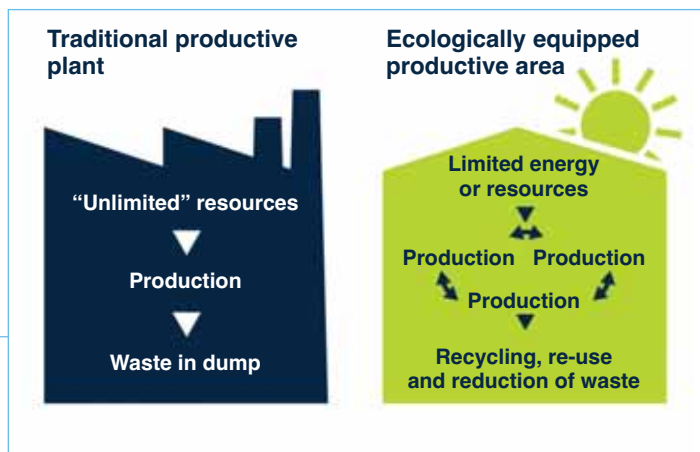 Traditional productive
plant
“Unlimited” resources
Production
Waste in dump
Ecologically equipped
productive area
Limited energy
or resources
Production Production
Production
Recycling, re-use
and reduction of waste